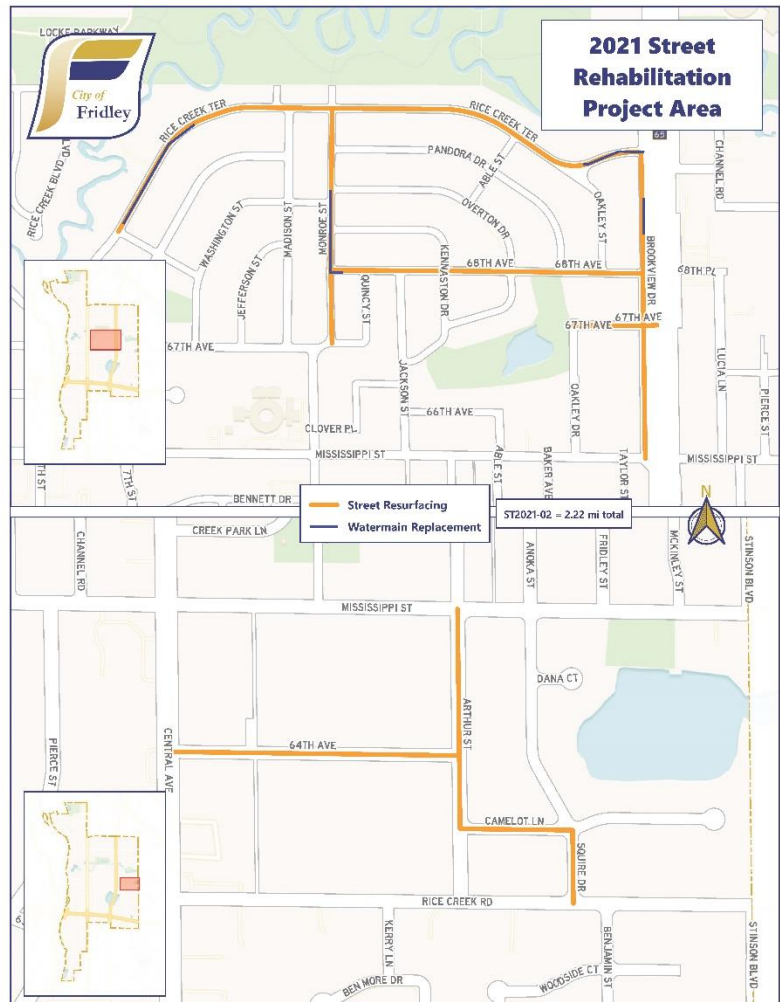 LOCKE PARKWAY
City of
Fridley
2021 Street
Rehabilitation
Project Area
RICE CREEK TER
RICE CREEK TER
65
CHANNEL RD
RICE CREEK BLVD
PANDORA DR
ABLE ST
WASHINGTON ST
MADISON ST
MONROE ST
OVERTON DR
OAKLEY ST
JEFFERSON ST
KENNASTON DR
BROOKVIEW DR
68TH AVE
68TH AVE
68TH PL
QUINCY ST
67TH AVE
67TH AVE
67TH AVE
JACKSON ST
OAKLEY DR
LUCIA LN
PIERCE ST
66TH AVE
CLOVER PL
MISSISSIPPI ST
MISSISSIPPI ST
ABLE ST
BAKER AVE
TAYLOR ST
7TH ST
BENNETT DR
Street Resurfacing
Watermain Replacement
ST2021-02 = 2.22 mi total
N
CREEK PARK LN
CHANNEL RD
ANOKA ST
FRIDLEY ST
MCKINLEY ST
STINSON BLVD
MISSISSIPPI ST
DANA CT
ARTHUR ST
CENTRAL AVE
64TH AVE
PIERCE ST
CAMELOT LN
SQUIRE DR
RICE CREEK RD
KERRY LN
BENJAMIN ST
STINSON BLVD
BEN MORE DR
WOODSIDE CT